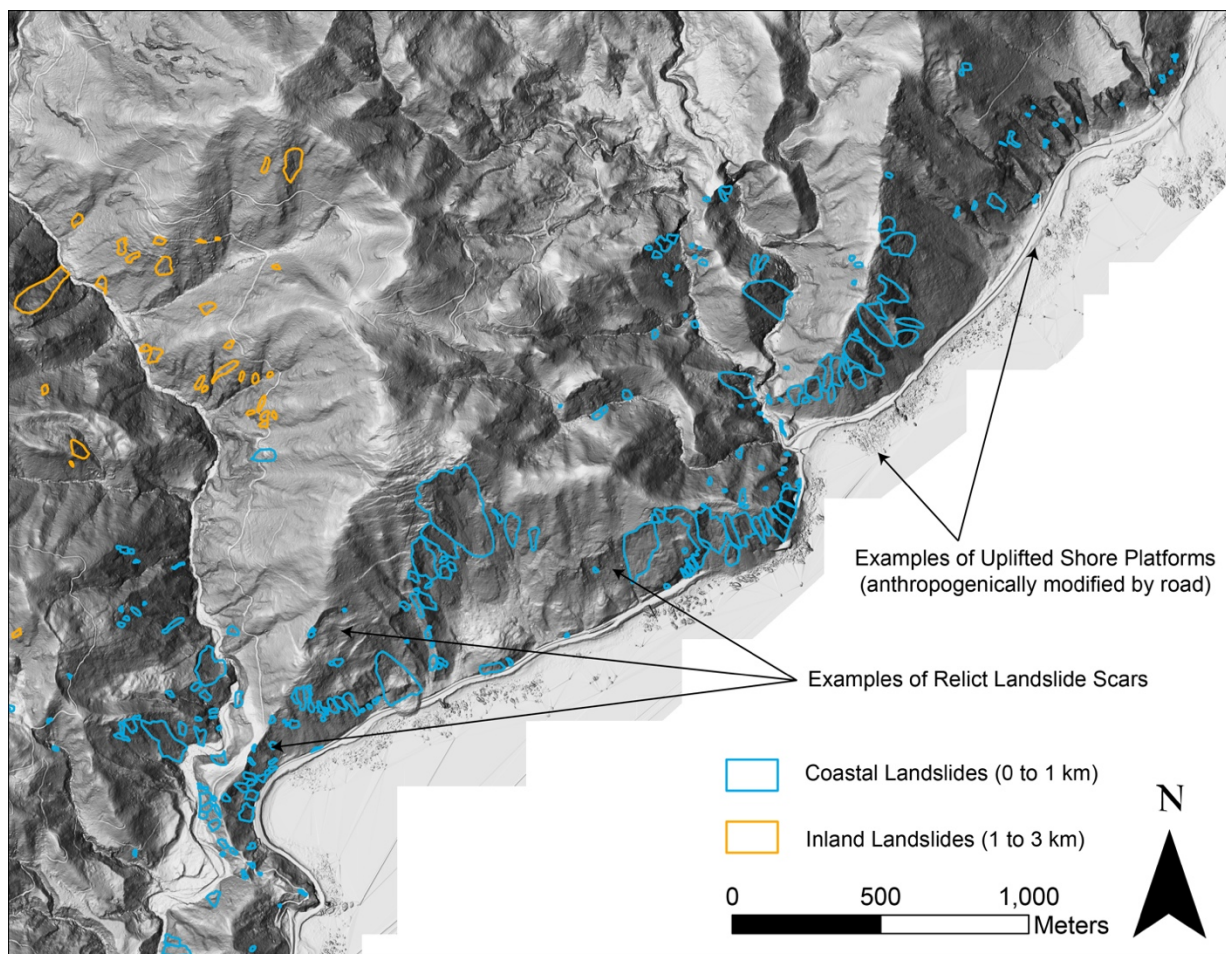 Examples of Uplifted Shore Platforms
(anthropogenically modified by road)
Examples of Relict Landslide Scars
Coastal Landslides (0 to 1 km)
Inland Landslides (1 to 3 km)
N
0 500 1,000
Meters